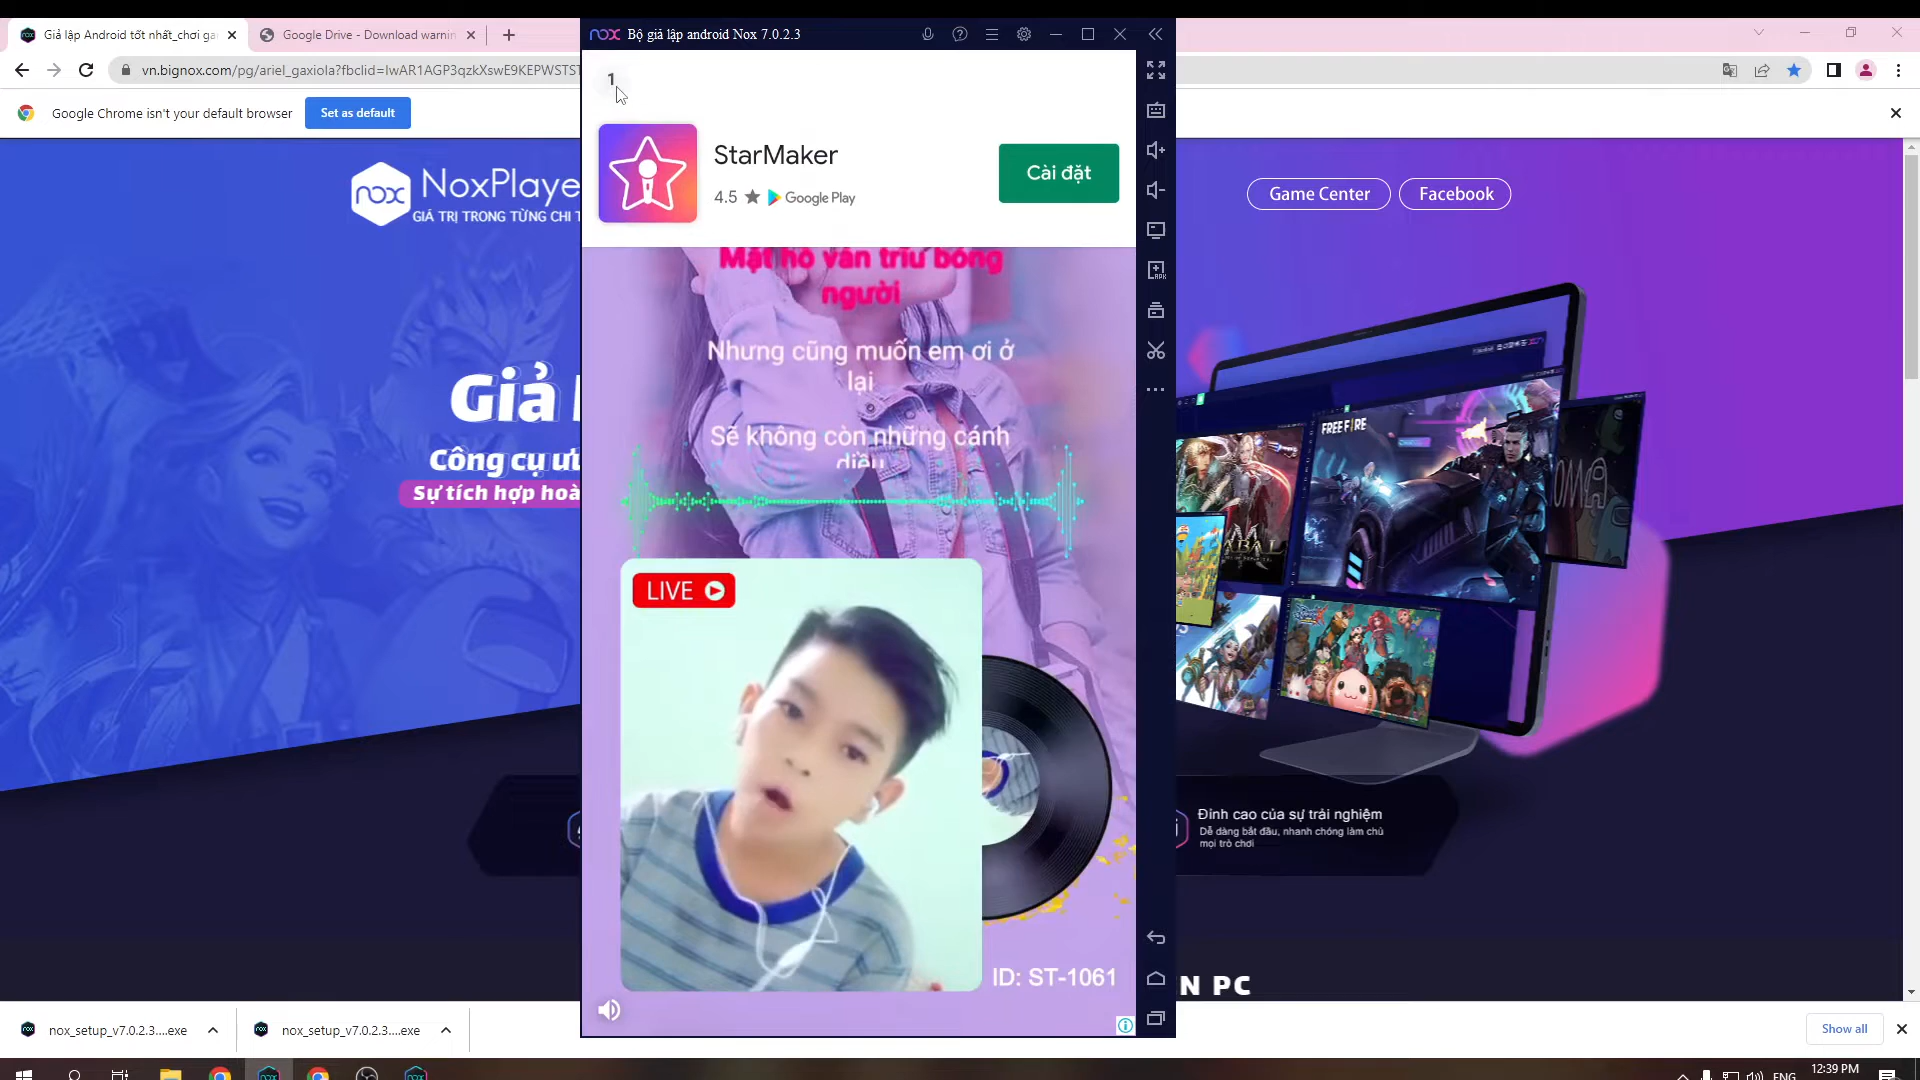 Giả lập Android tốt nhất_chơi ga
Google Drive - Download warnin
nox Bộ giả lập android Nox 7.0.2.3
vn.bignox.com/pg/ariel_gaxiola?fbclid=IwAR1AGP3qzkXswE9KEPWSTST
Google Chrome isn't your default browser
Set as default
1
StarMaker
4.5 ★ Google Play
Cài đặt
nox NoxPlaye
GIÁ TRỊ TRONG TỪNG CHI T
Game Center
Facebook
Mặt hồ vẫn trĩu bóng
người
Nhưng cũng muốn em ơi ở
lại
Sẽ không còn những cánh
diều
Giả l
Công cụ ưu
Sự tích hợp hoà
FREE FIRE
LIVE
ID: ST-1061
Đỉnh cao của sự trải nghiệm
Dễ dàng bắt đầu, nhanh chóng làm chủ
mọi trò chơi
N PC
nox_setup_v7.0.2.3....exe
nox_setup_v7.0.2.3....exe
Show all
ENG
12:39 PM